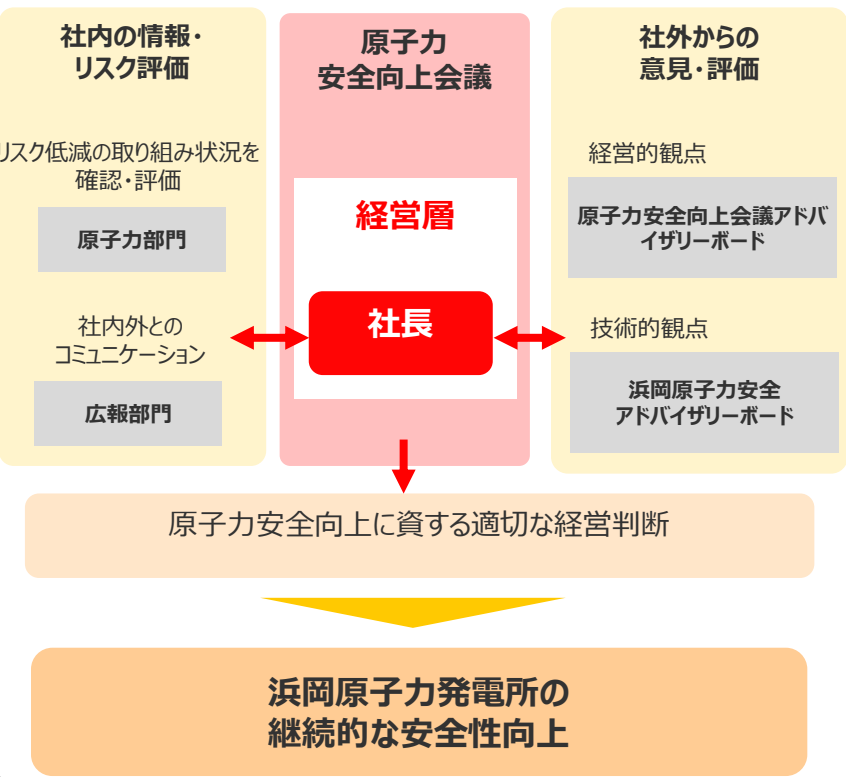 社内の情報・
リスク評価
リスク低減の取り組み状況を
確認・評価
原子力部門
社内外との
コミュニケーション
広報部門
原子力
安全向上会議
経営層
社長
社外からの
意見・評価
経営的観点
原子力安全向上会議アドバ
イザリーボード
技術的観点
浜岡原子力安全
アドバイザリーボード
原子力安全向上に資する適切な経営判断
浜岡原子力発電所の
継続的な安全性向上